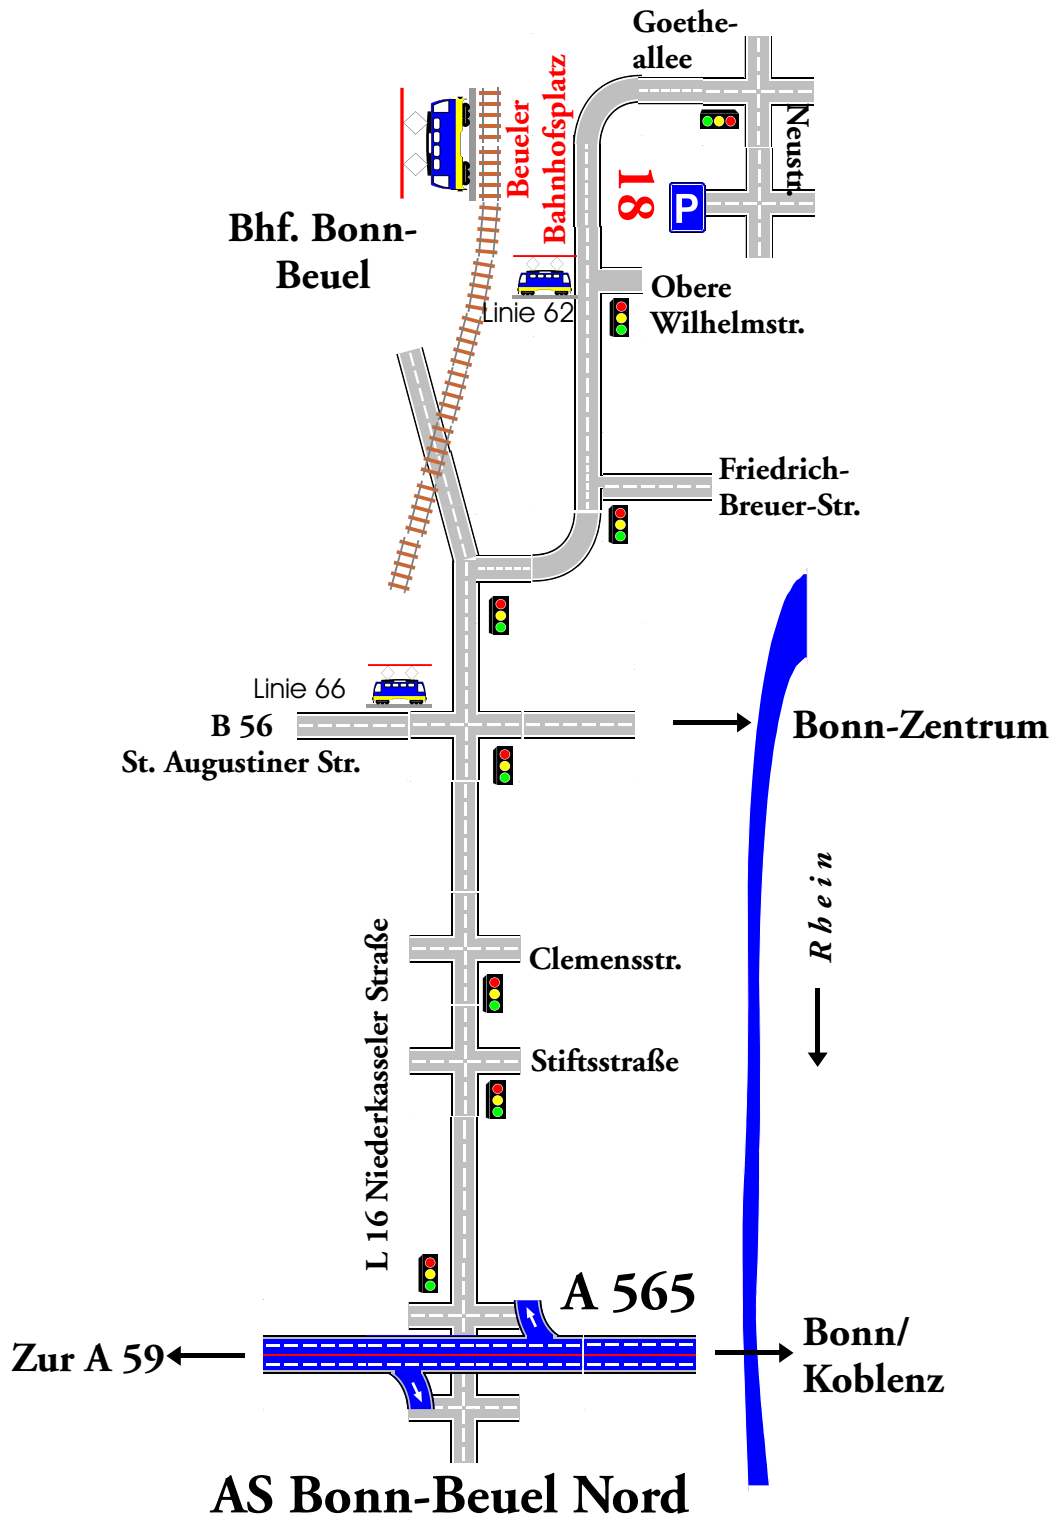 Goethe-
allee
Neustr.
Beueler
Bahnhofsplatz
18
P
Bhf. Bonn-
Beuel
Linie 62
Obere
Wilhelmstr.
Friedrich-
Breuer-Str.
Linie 66
B 56
St. Augustiner Str.
Bonn-Zentrum
Rhein
Clemensstr.
L 16 Niederkasseler Straße
Stiftsstraße
A 565
Zur A 59
Bonn/
Koblenz
AS Bonn-Beuel Nord